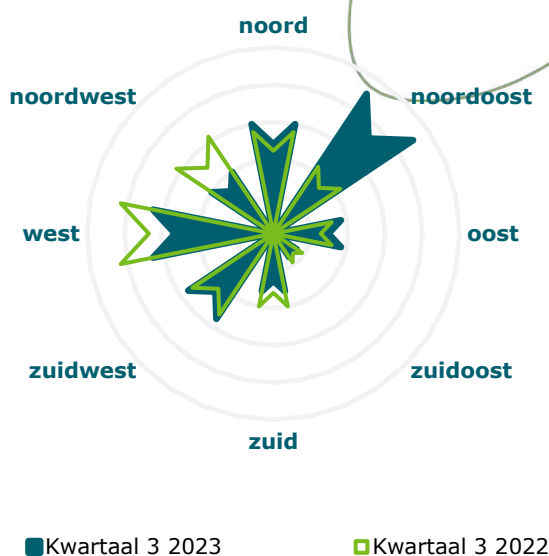 noord
noordwest
noordoost
west
oost
zuidwest
zuidoost
zuid
Kwartaal 3 2023
Kwartaal 3 2022